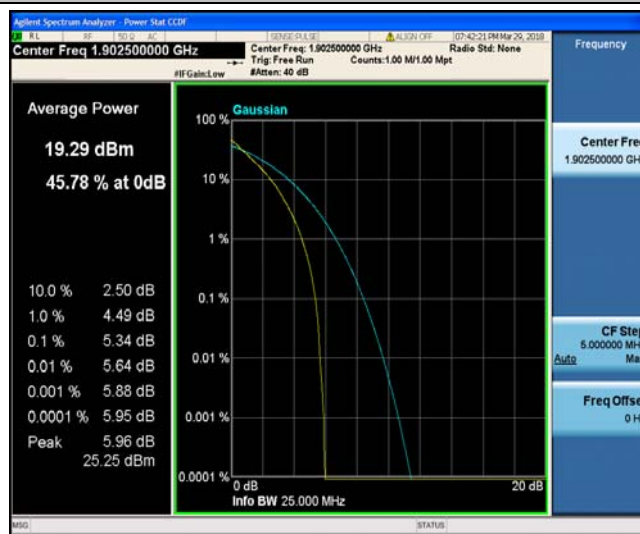 Agilent Spectrum Analyzer - Power Stat CCDF
RL RF 50 Ω AC SENSE:PULSE ALIGN OFF 07:42:21 PM Mar 29, 2018
Center Freq 1.902500000 GHz
Center Freq: 1.902500000 GHz Radio Std: None
Trig: Free Run Counts:1.00 M/1.00 Mpt
#IFGain:Low #Atten: 40 dB
Frequency
Average Power
19.29 dBm
45.78 % at 0dB
10.0 % 2.50 dB
1.0 % 4.49 dB
0.1 % 5.34 dB
0.01 % 5.64 dB
0.001 % 5.88 dB
0.0001 % 5.95 dB
Peak 5.96 dB
25.25 dBm
Gaussian
100 %
10 %
1 %
0.1 %
0.01 %
0.001 %
0.0001 %
0 dB 20 dB
Info BW 25.000 MHz
Center Fre
1.902500000 GH
CF Ste
5.000000 MH
Auto Ma
Freq Offse
0 H
MSG STATUS